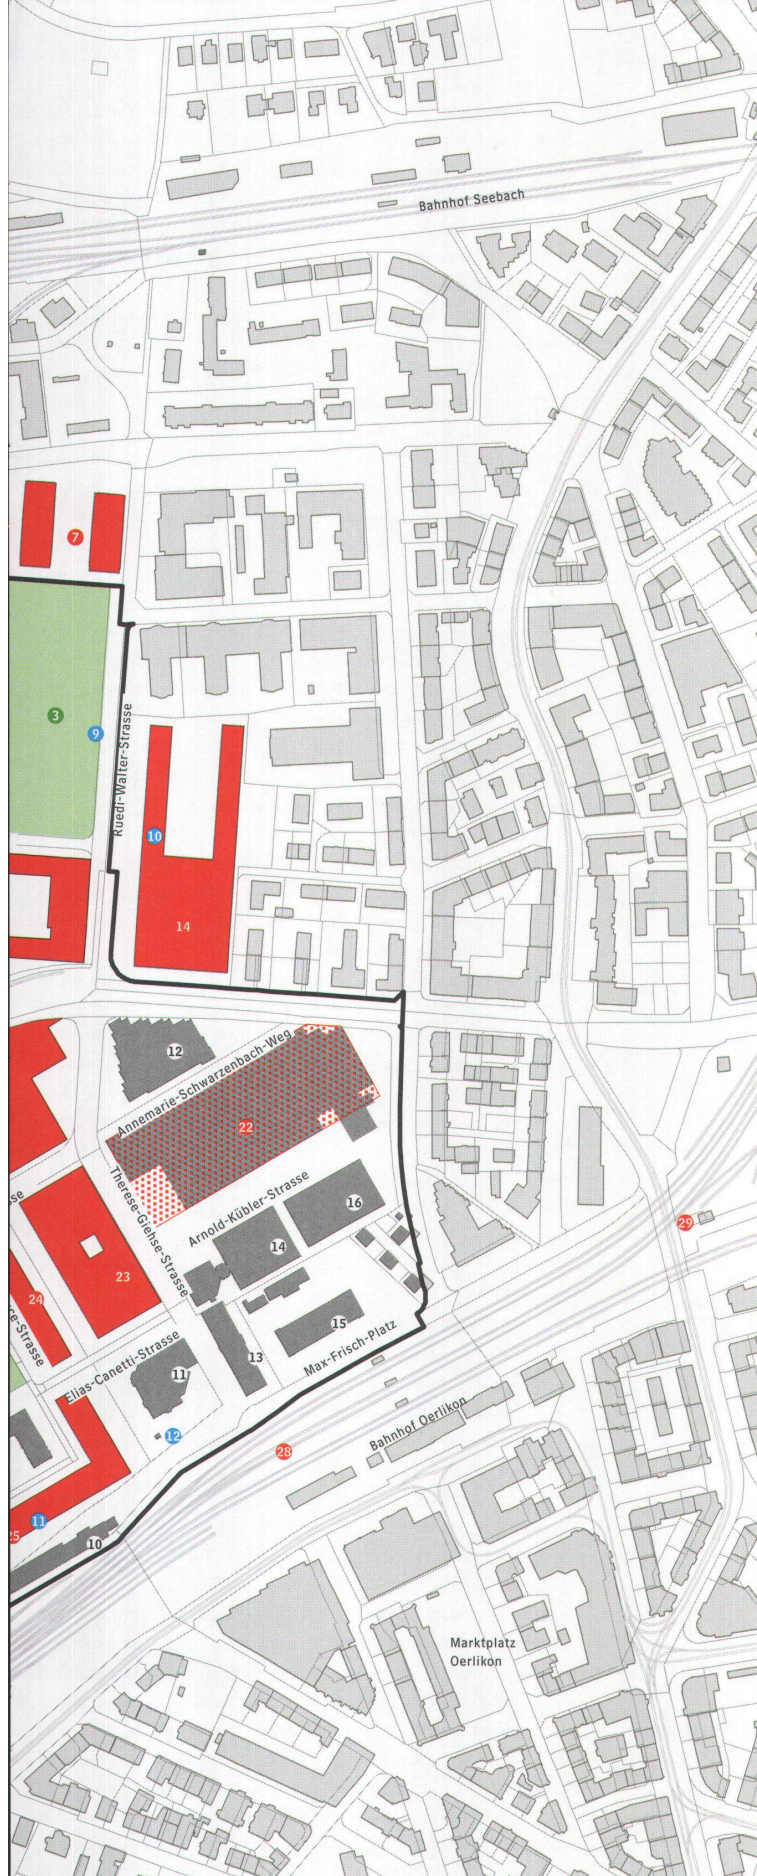 Bahnhof Seebach
7
3
9
Ruedi-Walter-Strasse
10
14
12
Annemarie-Schwarzenbach-Weg
22
Therese-Giehse-Strasse
Arnold-Kübler-Strasse
16
14
29
23
24
15
13
Max-Frisch-Platz
Elias-Canetti-Strasse
11
12
28
Bahnhof Oerlikon
11
25
10
Marktplatz
Oerlikon